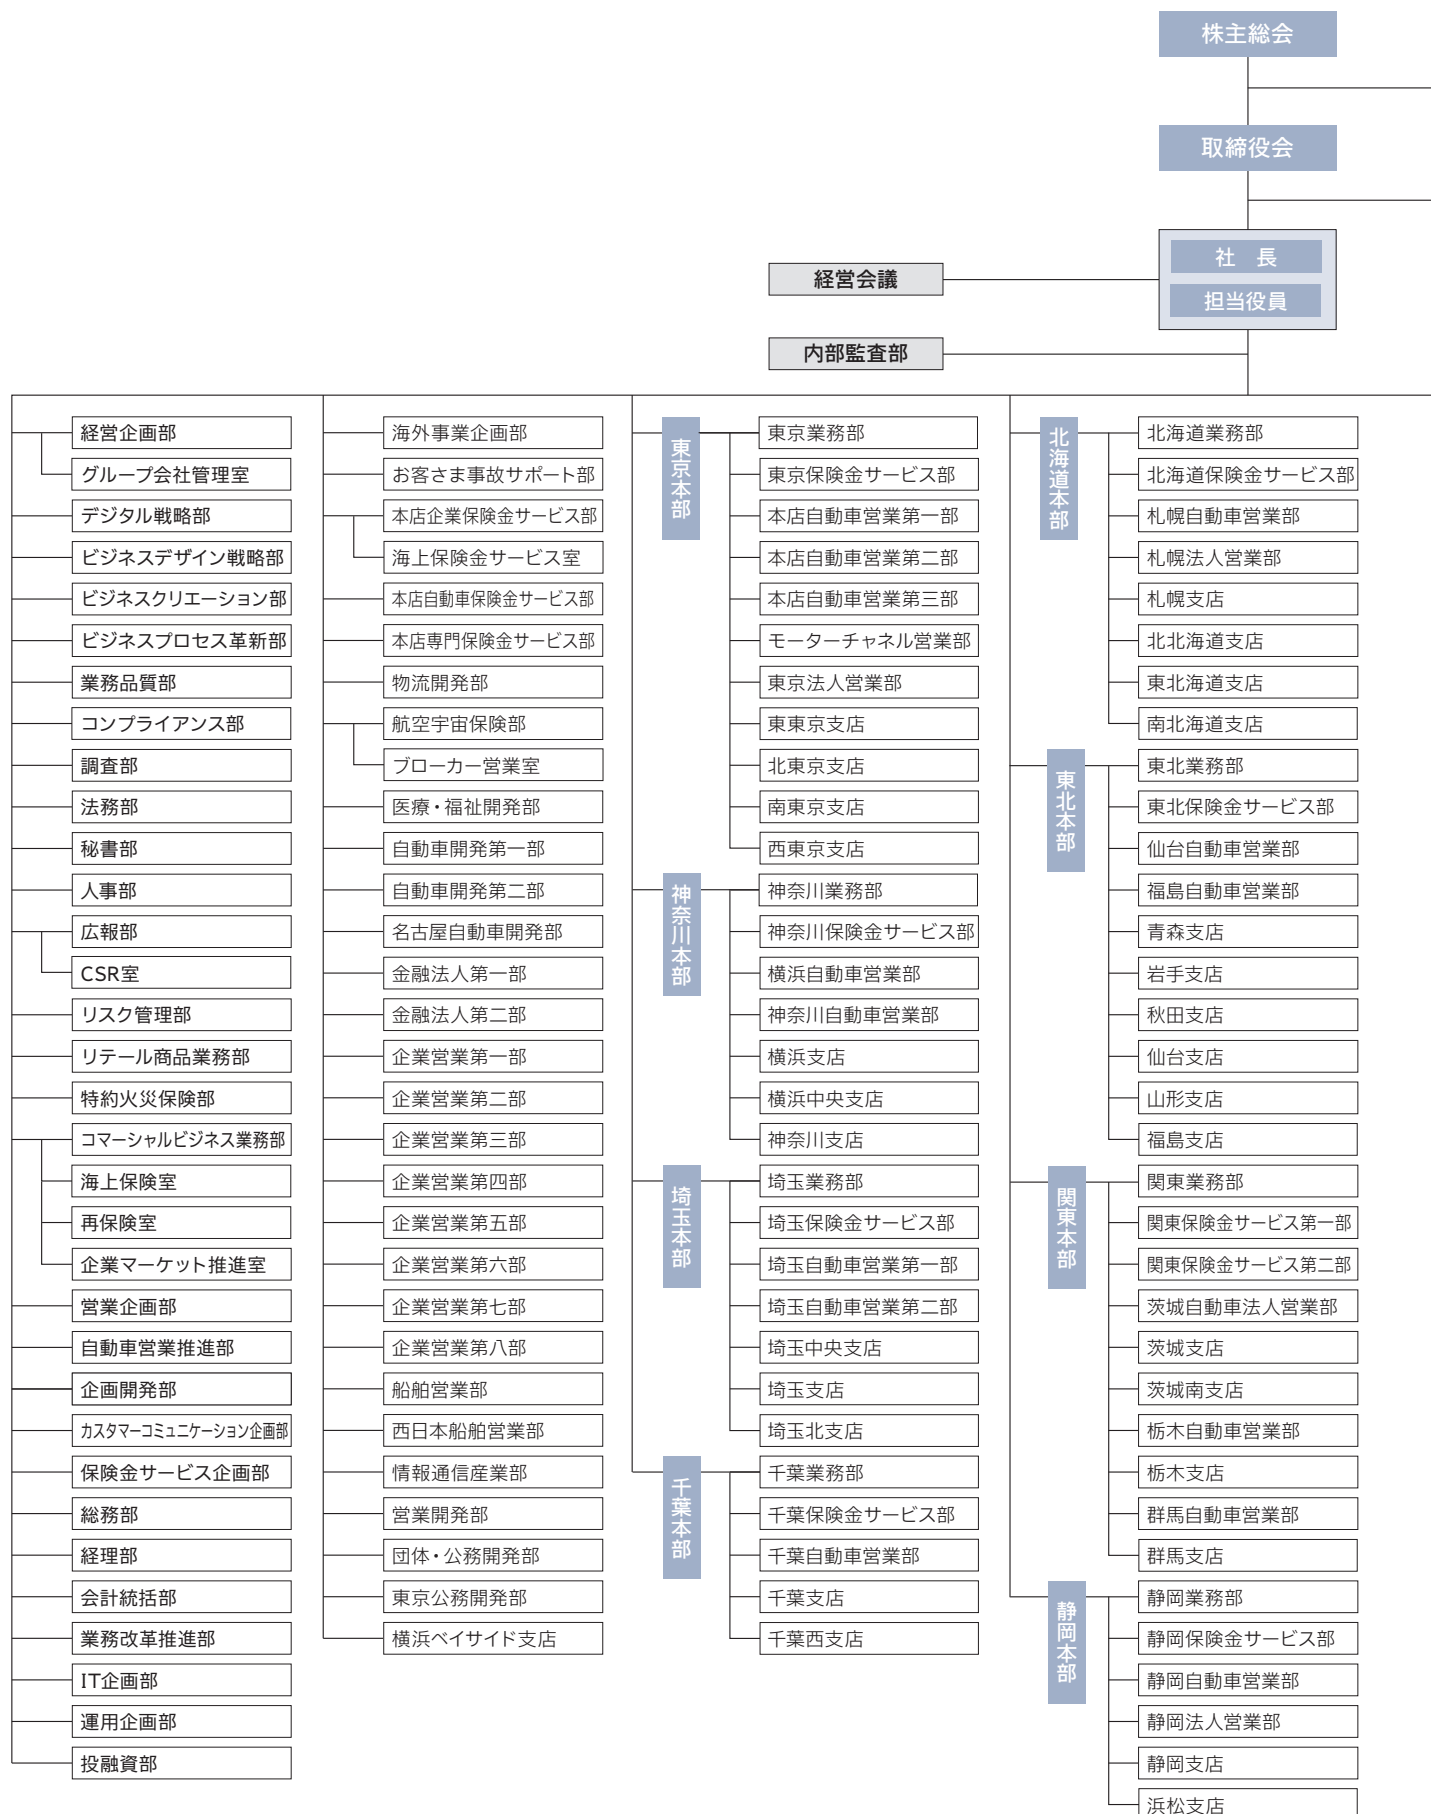 株主総会
取締役会
社　長
担当役員
経営会議
内部監査部
経営企画部
グループ会社管理室
デジタル戦略部
ビジネスデザイン戦略部
ビジネスクリエーション部
ビジネスプロセス革新部
業務品質部
コンプライアンス部
調査部
法務部
秘書部
人事部
広報部
CSR室
リスク管理部
リテール商品業務部
特約火災保険部
コマーシャルビジネス業務部
海上保険室
再保険室
企業マーケット推進室
営業企画部
自動車営業推進部
企画開発部
カスタマーコミュニケーション企画部
保険金サービス企画部
総務部
経理部
会計統括部
業務改革推進部
IT企画部
運用企画部
投融資部
海外事業企画部
お客さま事故サポート部
本店企業保険金サービス部
海上保険金サービス室
本店自動車保険金サービス部
本店専門保険金サービス部
物流開発部
航空宇宙保険部
ブローカー営業室
医療・福祉開発部
自動車開発第一部
自動車開発第二部
名古屋自動車開発部
金融法人第一部
金融法人第二部
企業営業第一部
企業営業第二部
企業営業第三部
企業営業第四部
企業営業第五部
企業営業第六部
企業営業第七部
企業営業第八部
船舶営業部
西日本船舶営業部
情報通信産業部
営業開発部
団体・公務開発部
東京公務開発部
横浜ベイサイド支店
東京本部
東京業務部
東京保険金サービス部
本店自動車営業第一部
本店自動車営業第二部
本店自動車営業第三部
モーターチャネル営業部
東京法人営業部
東東京支店
北東京支店
南東京支店
西東京支店
神奈川本部
神奈川業務部
神奈川保険金サービス部
横浜自動車営業部
神奈川自動車営業部
横浜支店
横浜中央支店
神奈川支店
埼玉本部
埼玉業務部
埼玉保険金サービス部
埼玉自動車営業第一部
埼玉自動車営業第二部
埼玉中央支店
埼玉支店
埼玉北支店
千葉本部
千葉業務部
千葉保険金サービス部
千葉自動車営業部
千葉支店
千葉西支店
北海道本部
北海道業務部
北海道保険金サービス部
札幌自動車営業部
札幌法人営業部
札幌支店
北北海道支店
東北海道支店
南北海道支店
東北本部
東北業務部
東北保険金サービス部
仙台自動車営業部
福島自動車営業部
青森支店
岩手支店
秋田支店
仙台支店
山形支店
福島支店
関東本部
関東業務部
関東保険金サービス第一部
関東保険金サービス第二部
茨城自動車法人営業部
茨城支店
茨城南支店
栃木自動車営業部
栃木支店
群馬自動車営業部
群馬支店
静岡本部
静岡業務部
静岡保険金サービス部
静岡自動車営業部
静岡法人営業部
静岡支店
浜松支店